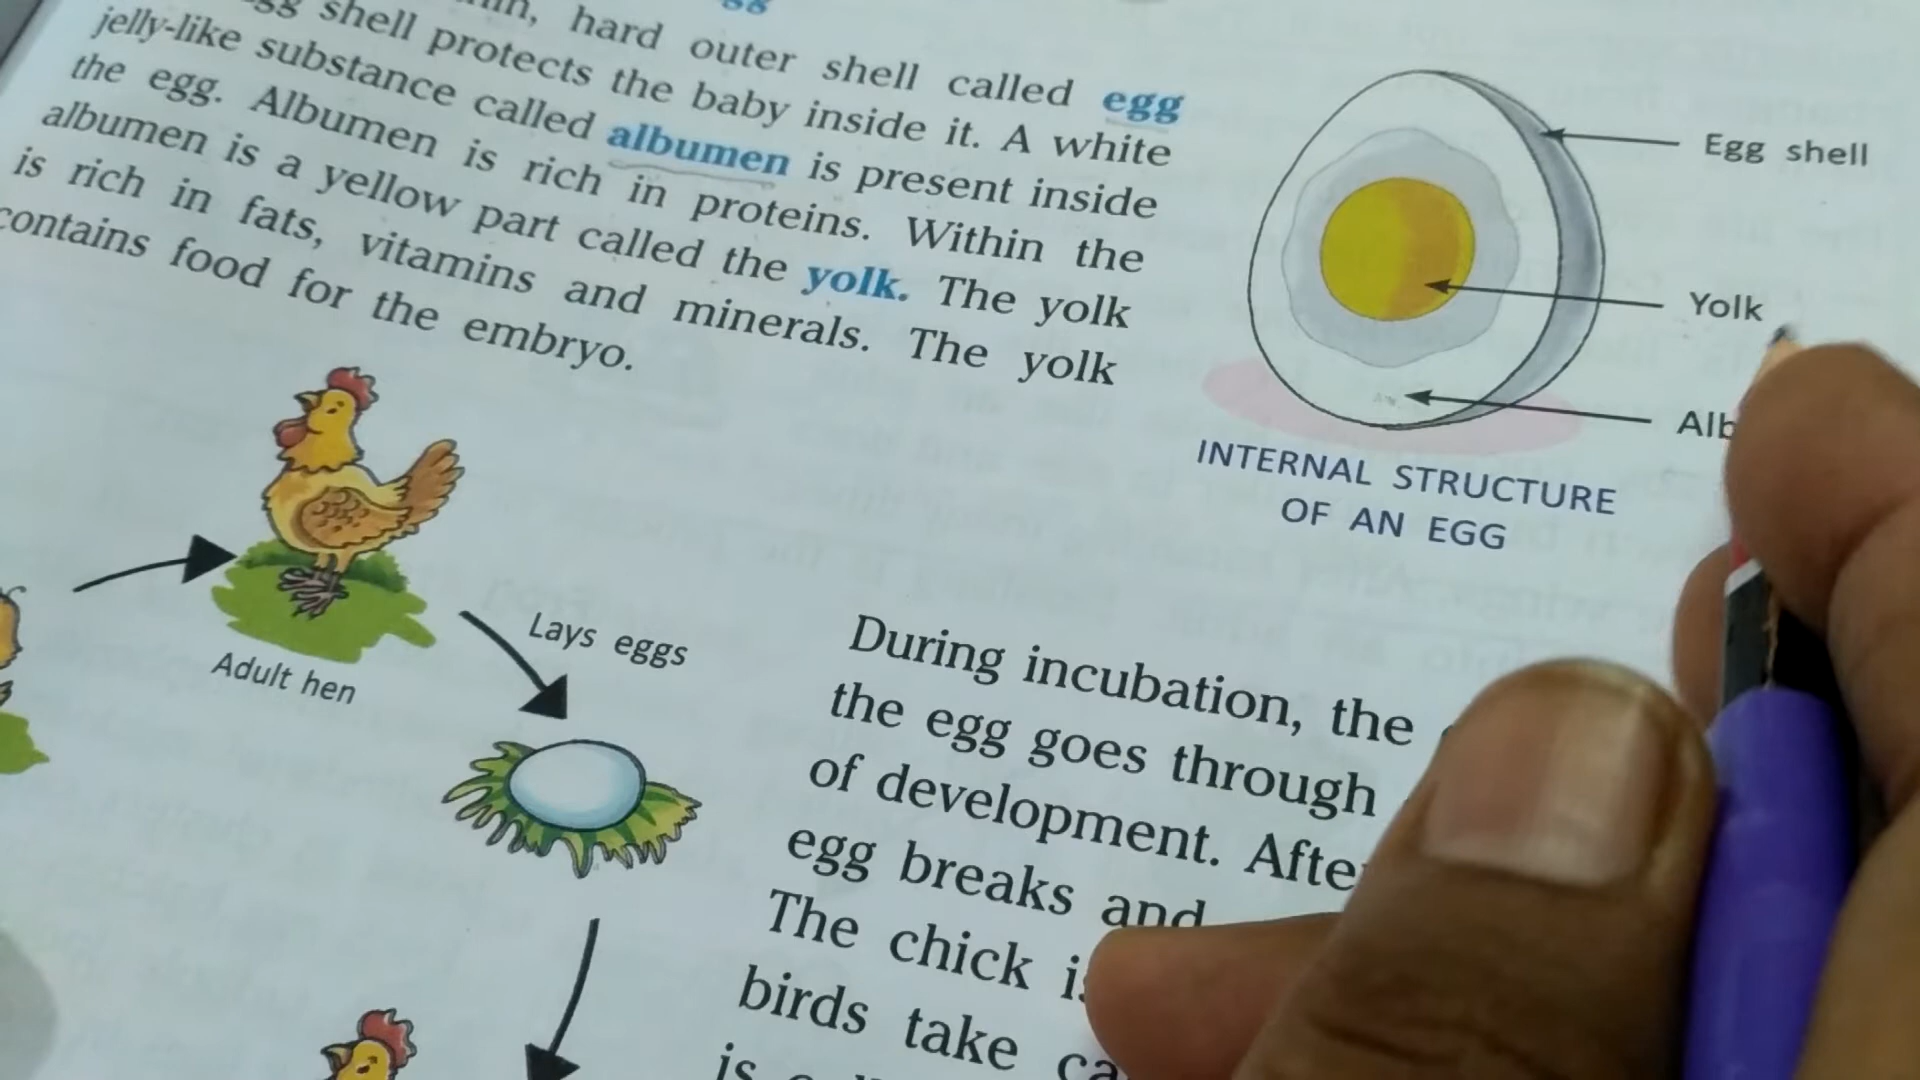 hard outer shell called egg
shell protects the baby inside it. A white
jelly-like substance called albumen is present inside
the egg. Albumen is rich in proteins. Within the
albumen is a yellow part called the yolk. The yolk
is rich in fats, vitamins and minerals. The yolk
contains food for the embryo.
Egg shell
Yolk
Alb
INTERNAL STRUCTURE
OF AN EGG
Adult hen
Lays eggs
During incubation, the
the egg goes through
of development. Afte
egg breaks and
The chick is
birds take ca
is